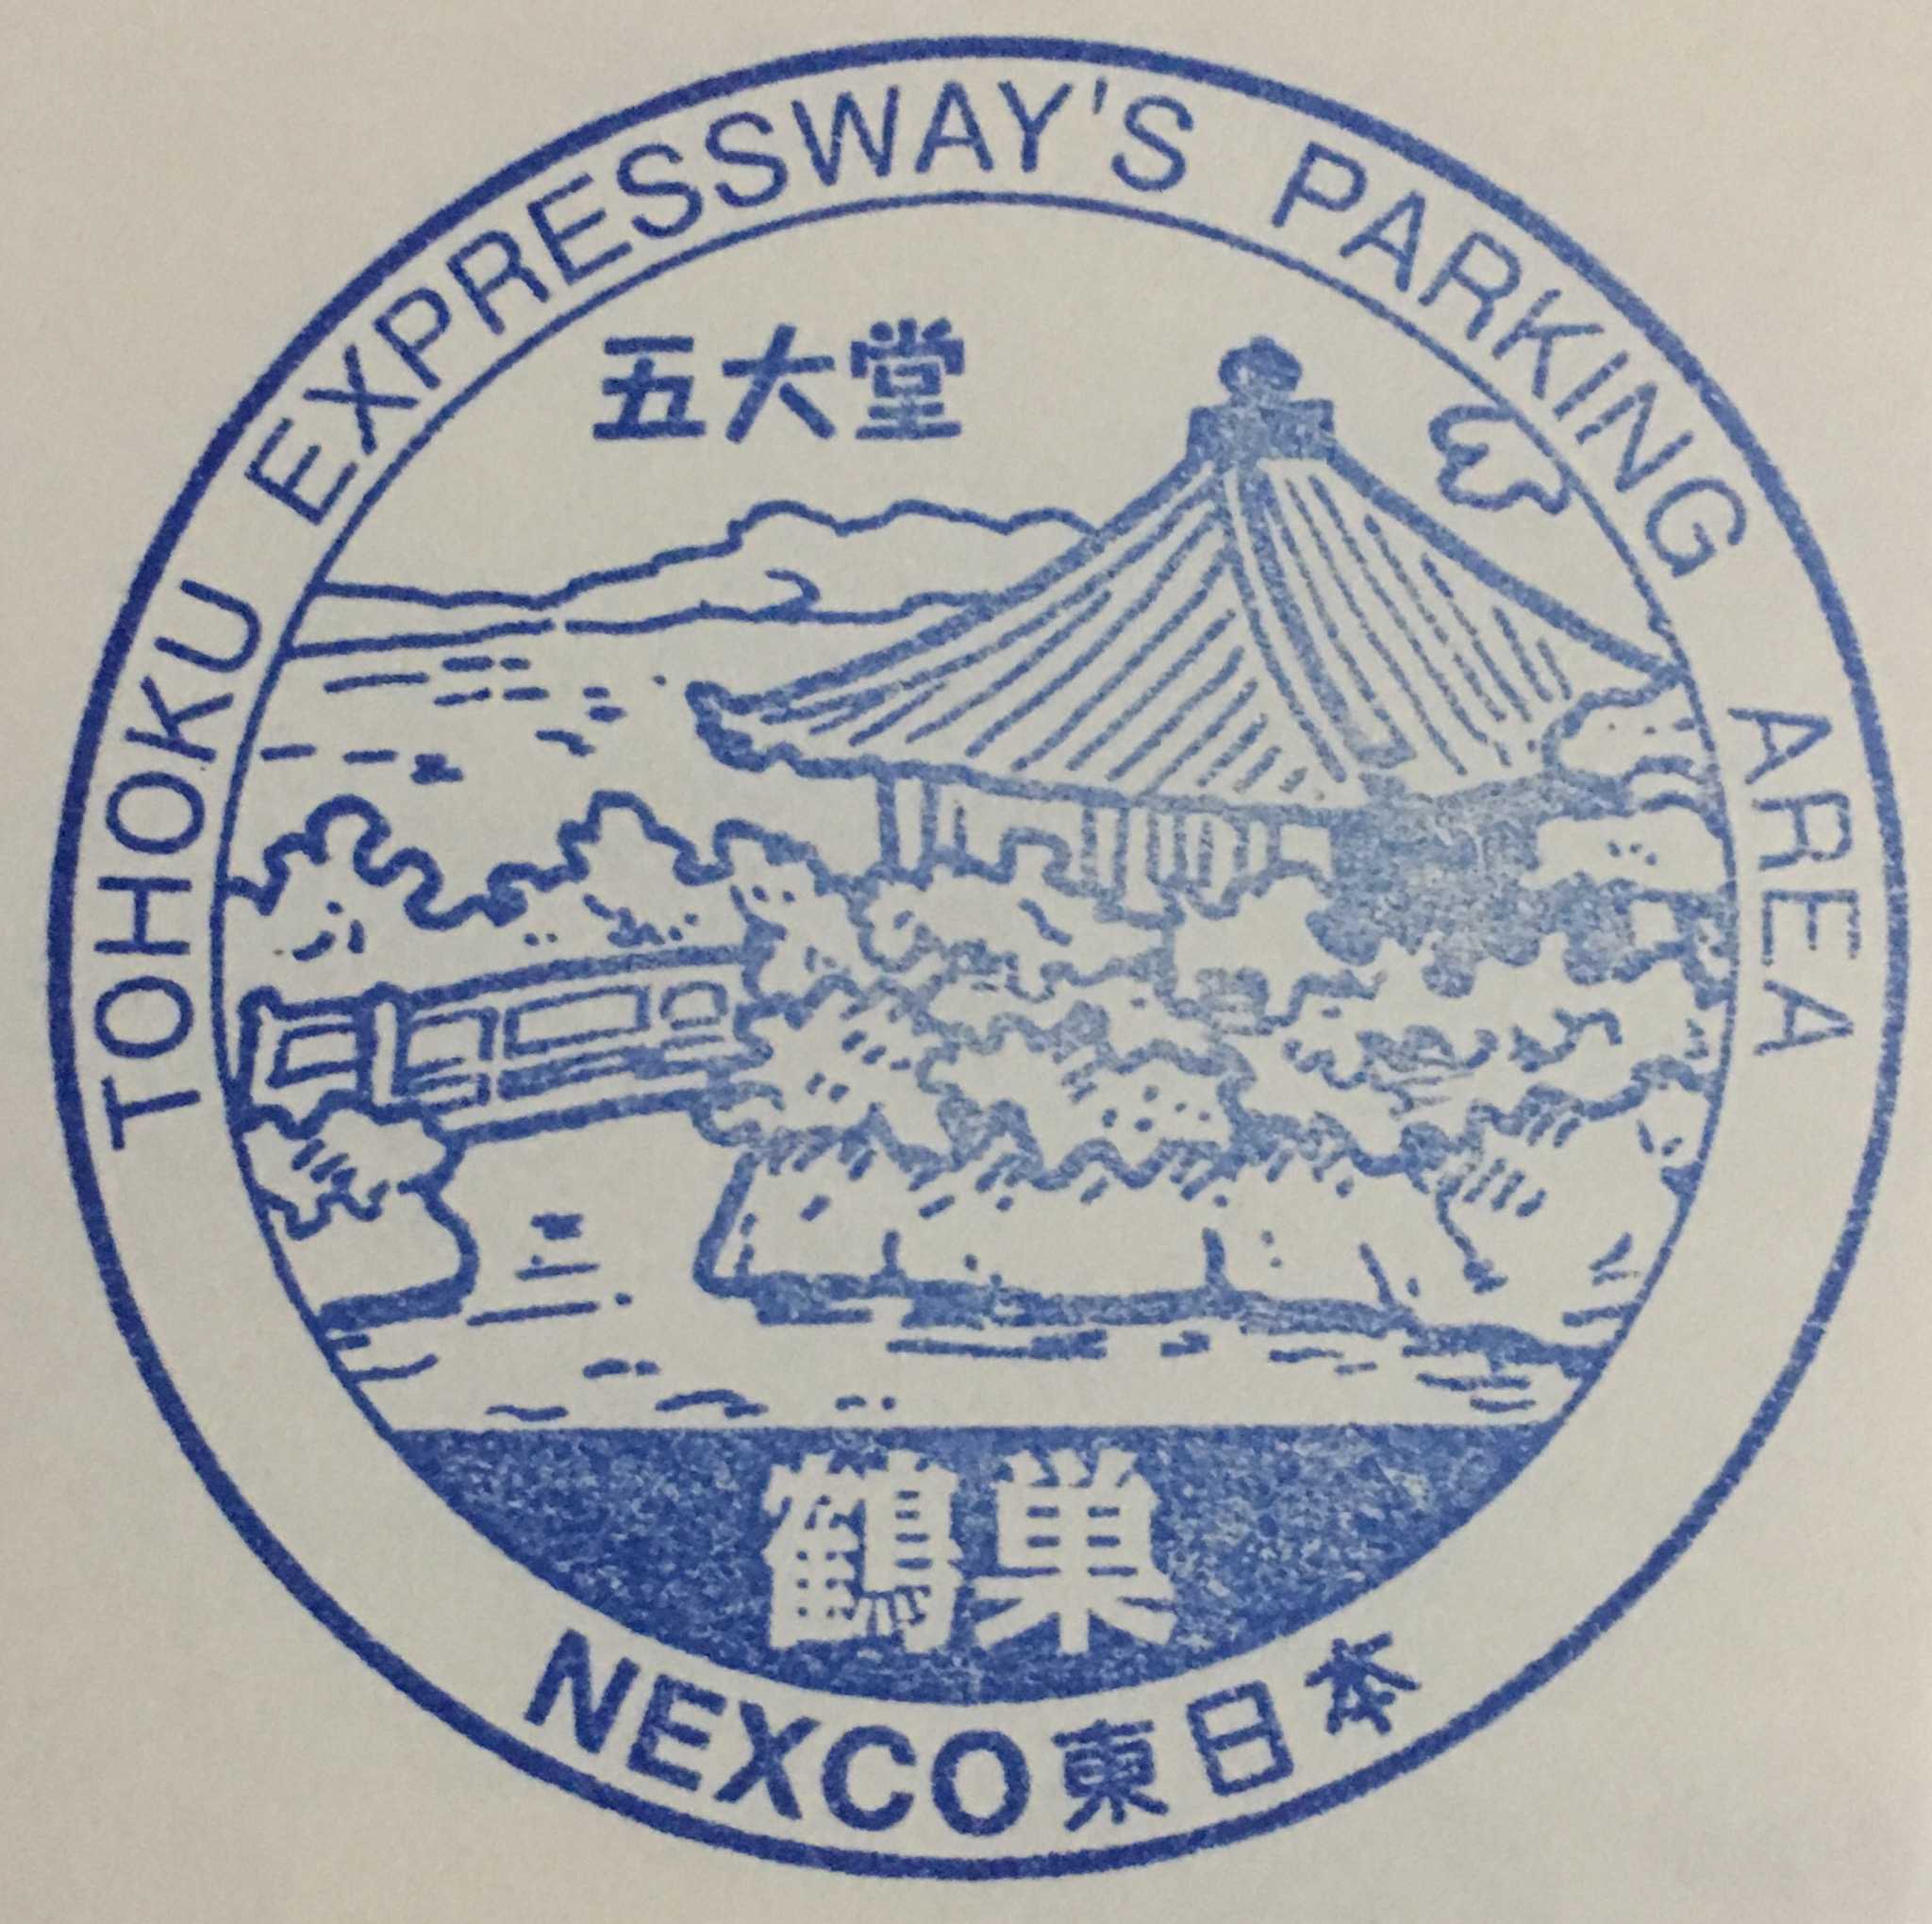 TOHOKU EXPRESSWAY'S PARKING AREA
五大堂
鶴巣
NEXCO東日本